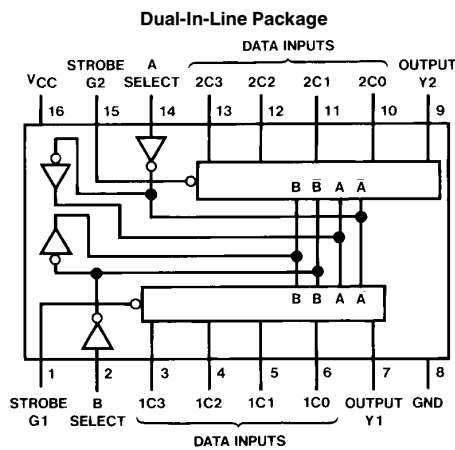 Dual-In-Line Package
DATA INPUTS
STROBE A OUTPUT
VCC G2 SELECT 2C3 2C2 2C1 2C0 Y2
16 15 14 13 12 11 10 9
B B̅ A A̅
B B A A
1 2 3 4 5 6 7 8
STROBE B 1C3 1C2 1C1 1C0 OUTPUT GND
G1 SELECT Y1
DATA INPUTS